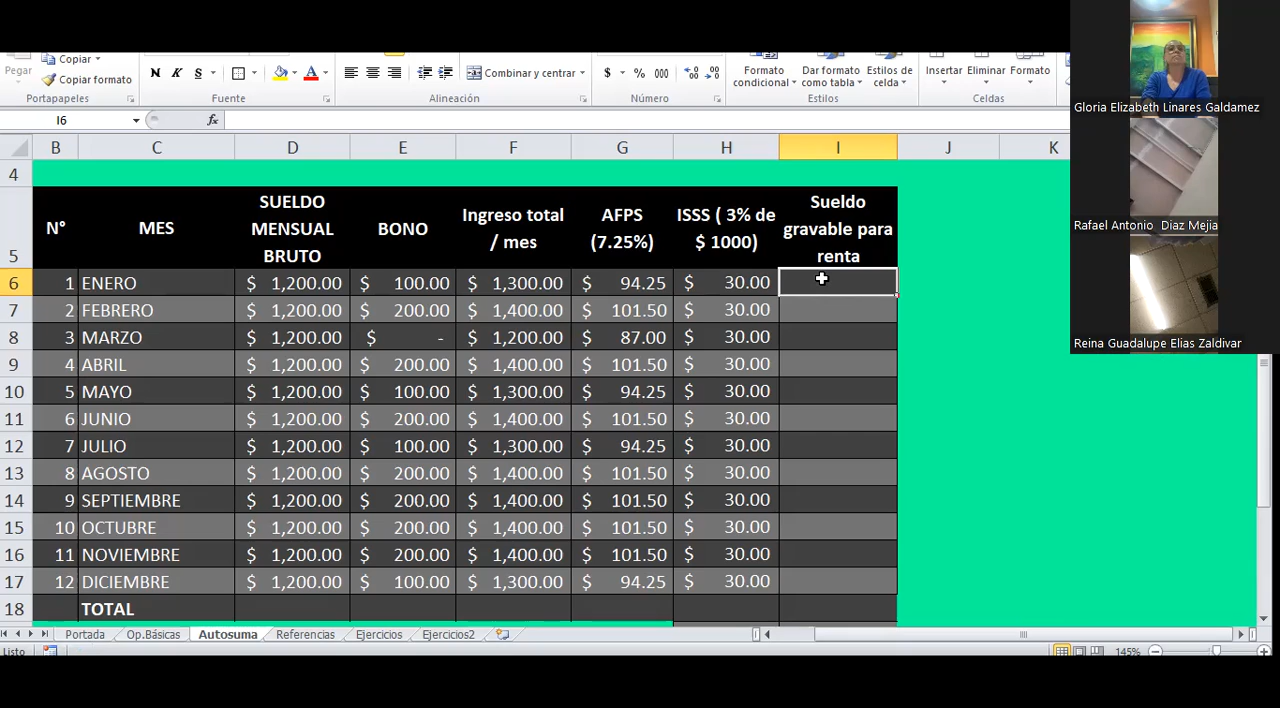 Copiar
Pegar
Copiar formato
N K S
Combinar y centrar
$ % 000
Formato condicional
Dar formato como tabla
Estilos de celda
Insertar Eliminar Formato
Portapapeles Fuente Alineación Número Estilos Celdas
I6 fx
B C D E F G H I J K
4
5 N° MES SUELDO MENSUAL BRUTO BONO Ingreso total / mes AFPS (7.25%) ISSS ( 3% de $ 1000) Sueldo gravable para renta
6 1 ENERO $ 1,200.00 $ 100.00 $ 1,300.00 $ 94.25 $ 30.00
7 2 FEBRERO $ 1,200.00 $ 200.00 $ 1,400.00 $ 101.50 $ 30.00
8 3 MARZO $ 1,200.00 $ - $ 1,200.00 $ 87.00 $ 30.00
9 4 ABRIL $ 1,200.00 $ 200.00 $ 1,400.00 $ 101.50 $ 30.00
10 5 MAYO $ 1,200.00 $ 100.00 $ 1,300.00 $ 94.25 $ 30.00
11 6 JUNIO $ 1,200.00 $ 200.00 $ 1,400.00 $ 101.50 $ 30.00
12 7 JULIO $ 1,200.00 $ 100.00 $ 1,300.00 $ 94.25 $ 30.00
13 8 AGOSTO $ 1,200.00 $ 200.00 $ 1,400.00 $ 101.50 $ 30.00
14 9 SEPTIEMBRE $ 1,200.00 $ 200.00 $ 1,400.00 $ 101.50 $ 30.00
15 10 OCTUBRE $ 1,200.00 $ 200.00 $ 1,400.00 $ 101.50 $ 30.00
16 11 NOVIEMBRE $ 1,200.00 $ 200.00 $ 1,400.00 $ 101.50 $ 30.00
17 12 DICIEMBRE $ 1,200.00 $ 100.00 $ 1,300.00 $ 94.25 $ 30.00
18 TOTAL
Portada Op.Básicas Autosuma Referencias Ejercicios Ejercicios2
Listo 145%
Gloria Elizabeth Linares Galdamez
Rafael Antonio Diaz Mejia
Reina Guadalupe Elias Zaldivar